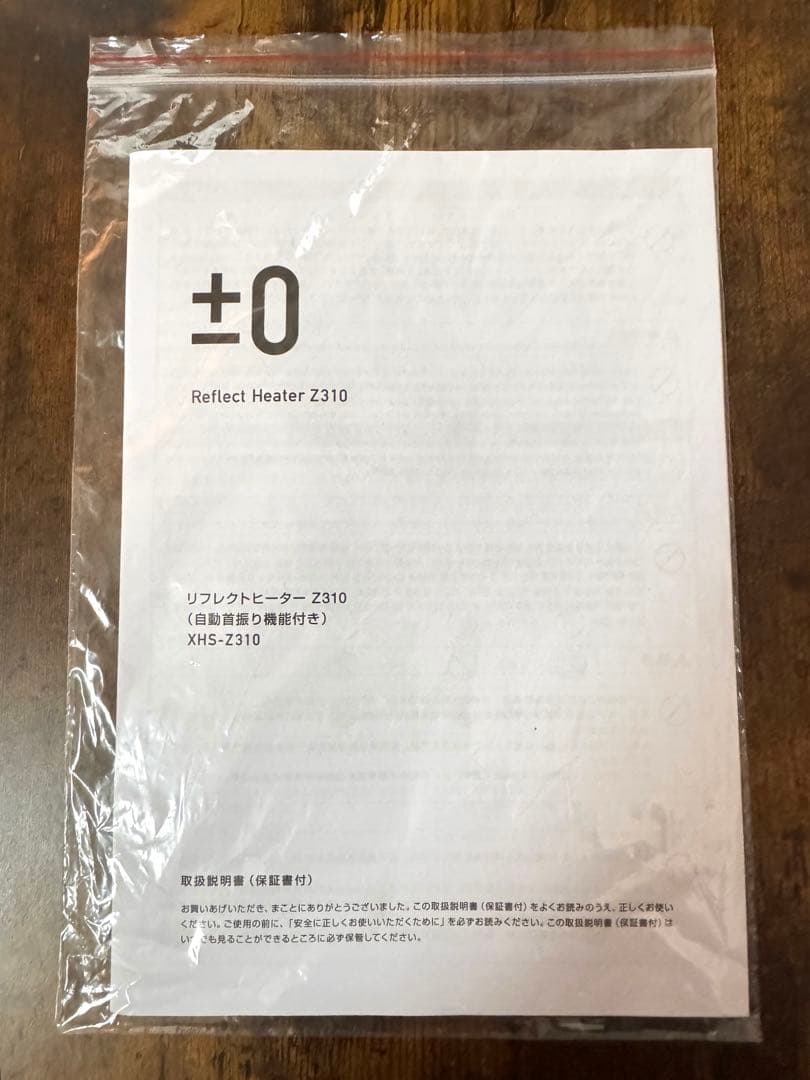 ±0
Reflect Heater Z310
リフレクトヒーター Z310
（自動首振り機能付き）
XHS-Z310
取扱説明書（保証書付）
お買いあげいただき、まことにありがとうございました。この取扱説明書（保証書付）をよくお読みのうえ、正しくお使い
ください。ご使用の前に、「安全に正しくお使いいただくために」を必ずお読みください。この取扱説明書（保証書付）は
いつでも見ることができるところに必ず保管してください。